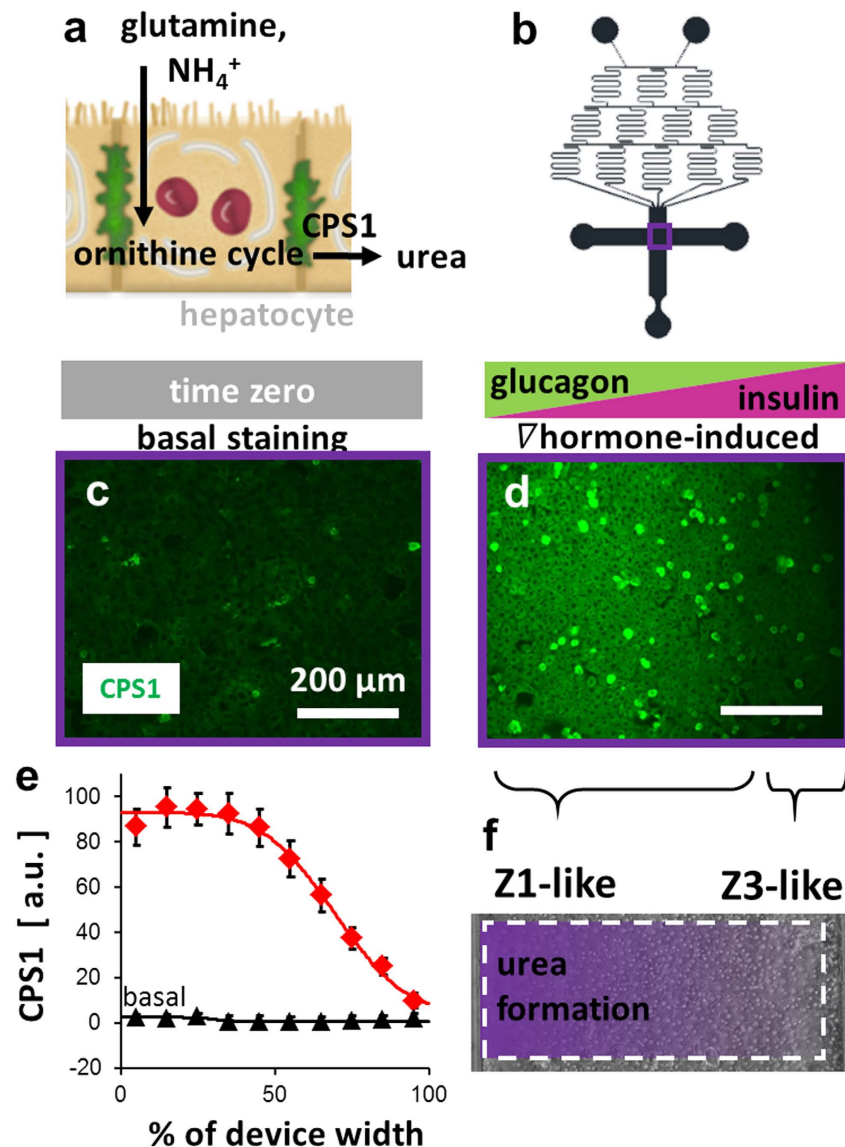 a
glutamine,
NH₄⁺
CPS1
ornithine cycle
urea
hepatocyte
b
time zero
basal staining
glucagon
insulin
∇hormone-induced
c
CPS1
200 µm
d
e
CPS1 [ a.u. ]
100
80
60
40
20
0
-20
basal
0
50
100
% of device width
f
Z1-like
Z3-like
urea
formation